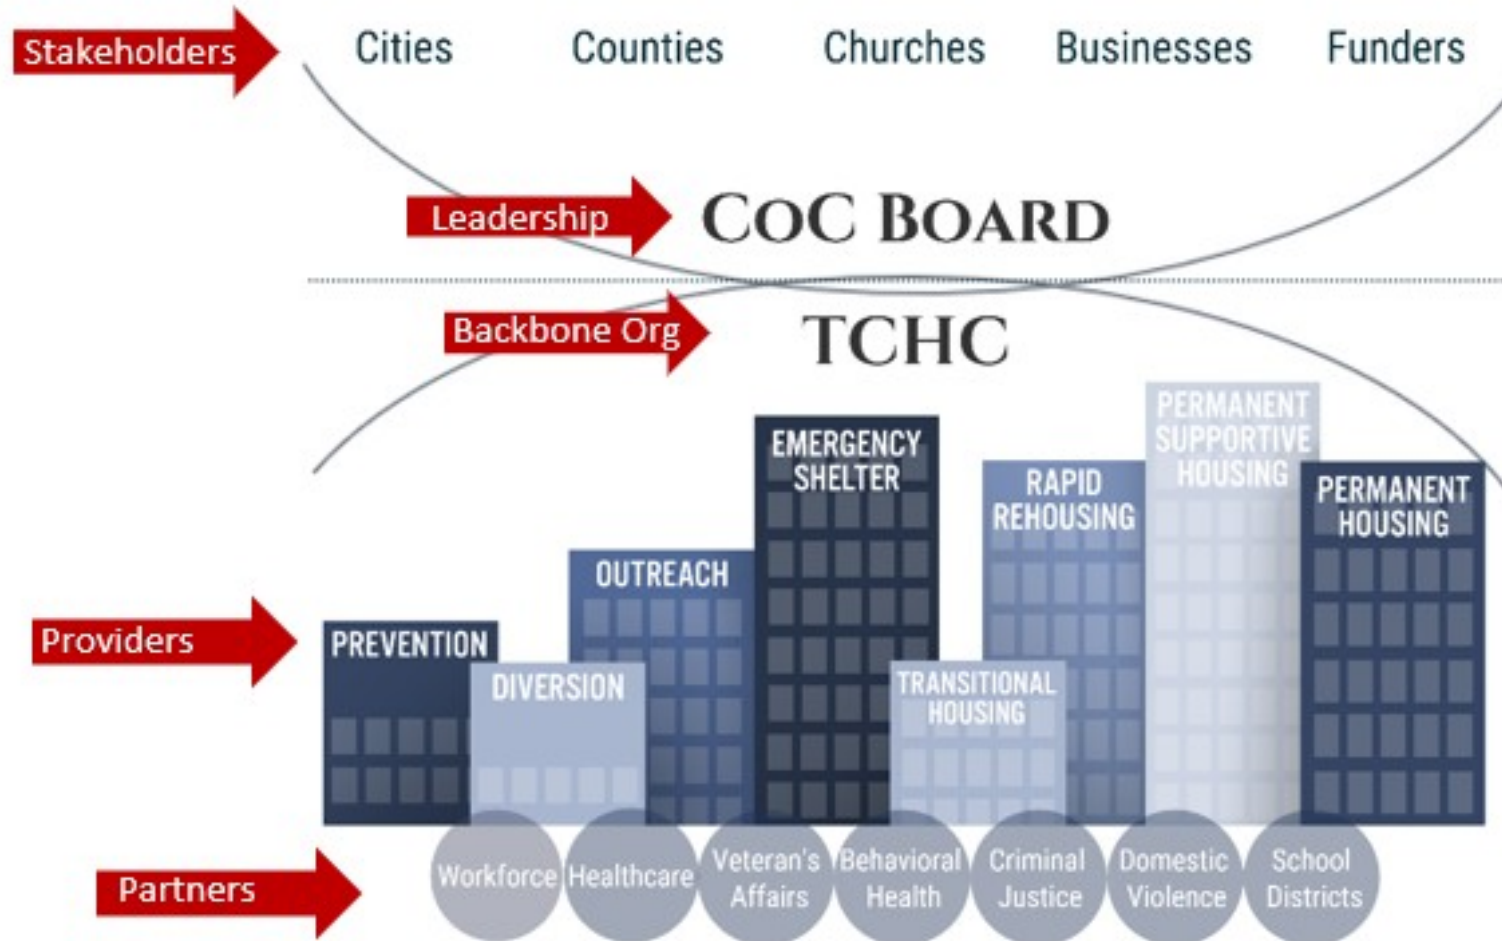 Stakeholders Cities Counties Churches Businesses Funders
Leadership CoC Board
Backbone Org TCHC
PERMANENT
SUPPORTIVE
HOUSING
EMERGENCY
SHELTER
RAPID
REHOUSING
PERMANENT
HOUSING
OUTREACH
Providers
PREVENTION
DIVERSION
TRANSITIONAL
HOUSING
Partners
Workforce
Healthcare
Veteran's
Affairs
Behavioral
Health
Criminal
Justice
Domestic
Violence
School
Districts